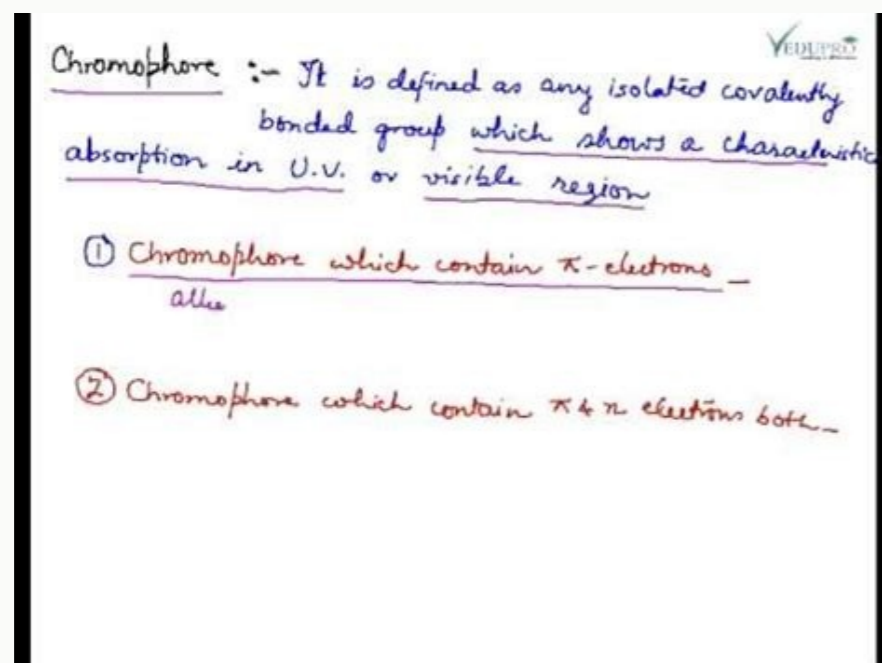 VEDUPRO
Chromophore :- It is defined as any isolated covalently
bonded group which shows a characteristic
absorption in U.V. or visible region
① Chromophore which contain π-electrons -
alke
② Chromophore which contain π & n electrons both -